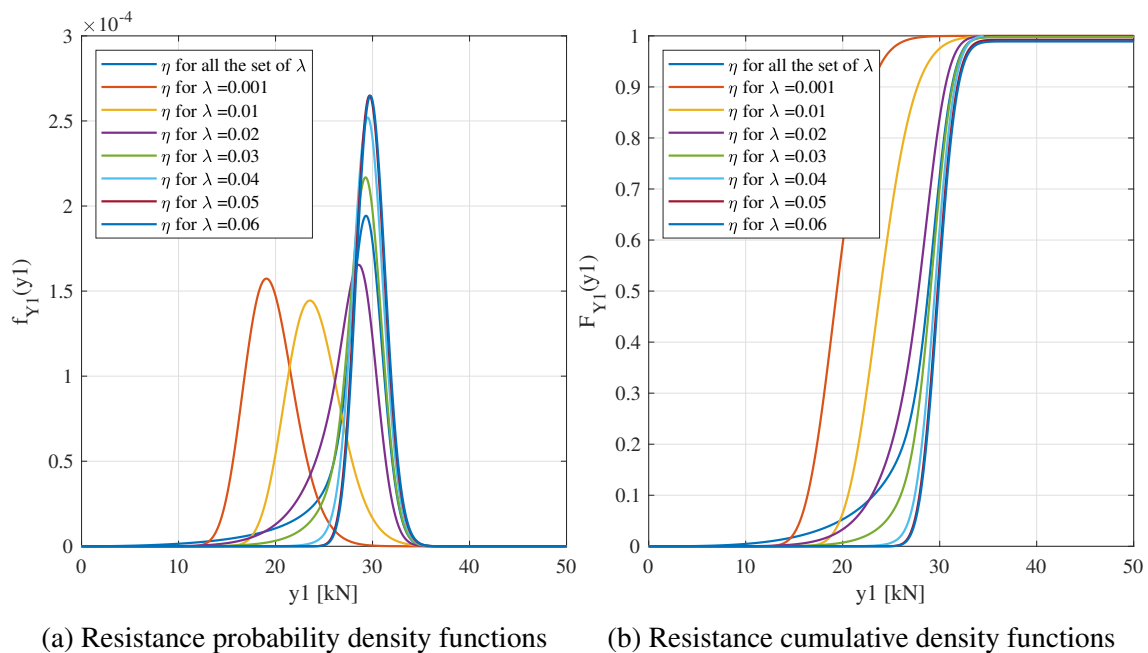 ×10⁻⁴
3
2.5
2
1.5
1
0.5
0
0 10 20 30 40 50
f_Y1(y1)
y1 [kN]
η for all the set of λ
η for λ =0.001
η for λ =0.01
η for λ =0.02
η for λ =0.03
η for λ =0.04
η for λ =0.05
η for λ =0.06
(a) Resistance probability density functions
1
0.9
0.8
0.7
0.6
0.5
0.4
0.3
0.2
0.1
0
0 10 20 30 40 50
F_Y1(y1)
y1 [kN]
η for all the set of λ
η for λ =0.001
η for λ =0.01
η for λ =0.02
η for λ =0.03
η for λ =0.04
η for λ =0.05
η for λ =0.06
(b) Resistance cumulative density functions